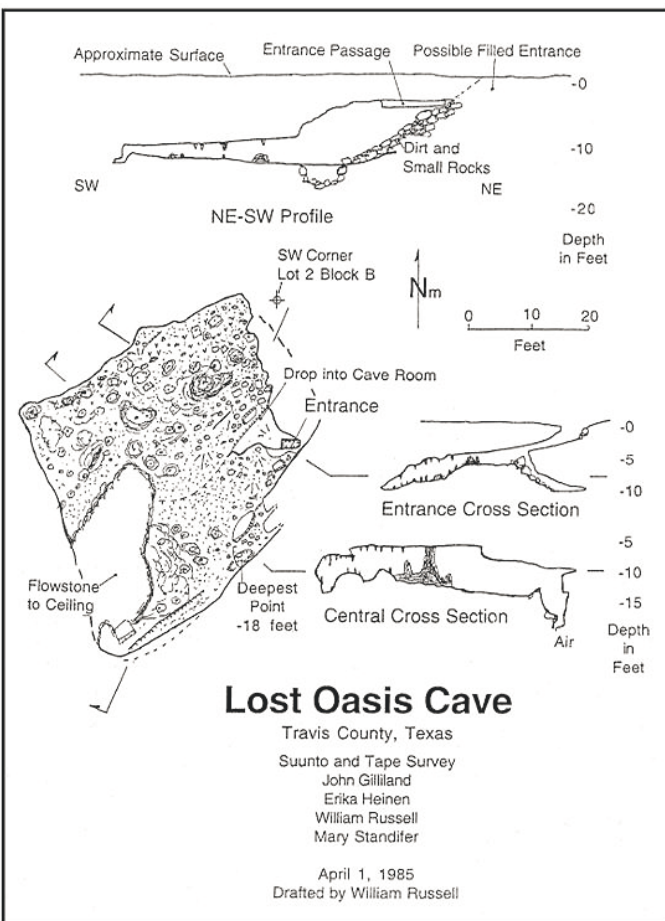 Approximate Surface
Entrance Passage
Possible Filled Entrance
-0
-10
-20
Depth
in Feet
Dirt and
Small Rocks
SW
NE
NE-SW Profile
SW Corner
Lot 2 Block B
Nm
0 10 20
Feet
Drop into Cave Room
Entrance
-0
-5
-10
Entrance Cross Section
-5
-10
-15
Depth
in
Feet
Flowstone
to Ceiling
Deepest
Point
-18 feet
Central Cross Section
Air
Lost Oasis Cave
Travis County, Texas
Suunto and Tape Survey
John Gilliland
Erika Heinen
William Russell
Mary Standifer
April 1, 1985
Drafted by William Russell